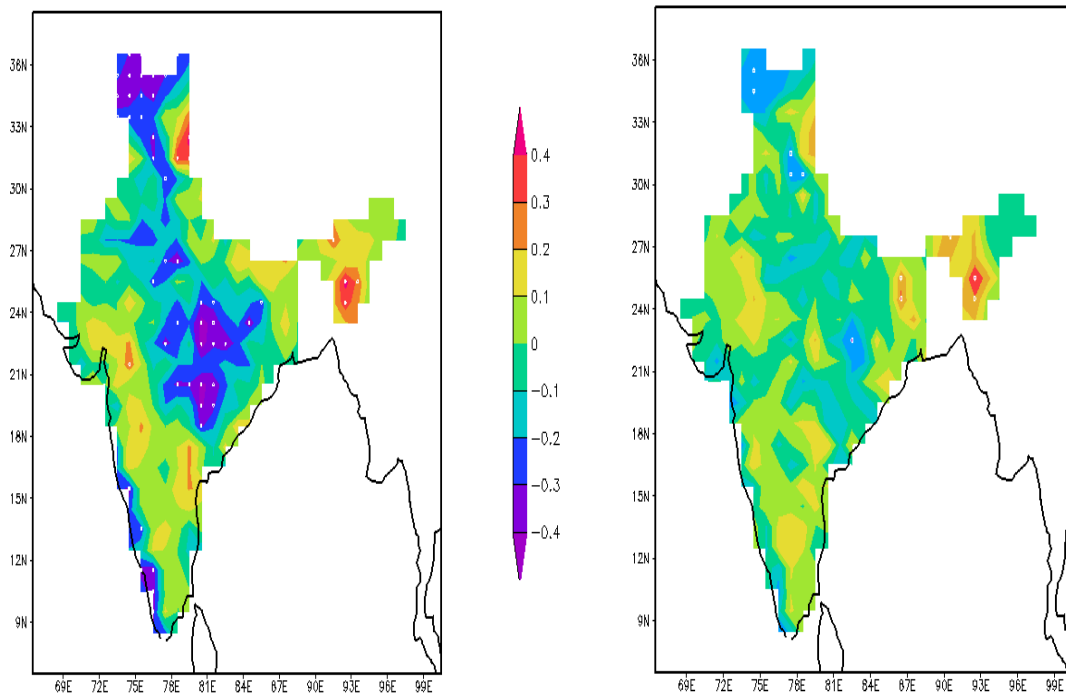 36N
33N
30N
27N
24N
21N
18N
15N
12N
9N
69E 72E 75E 78E 81E 84E 87E 90E 93E 96E 99E
0.4
0.3
0.2
0.1
0
-0.1
-0.2
-0.3
-0.4
36N
33N
30N
27N
24N
21N
18N
15N
12N
9N
69E 72E 75E 78E 81E 84E 87E 90E 93E 96E 99E